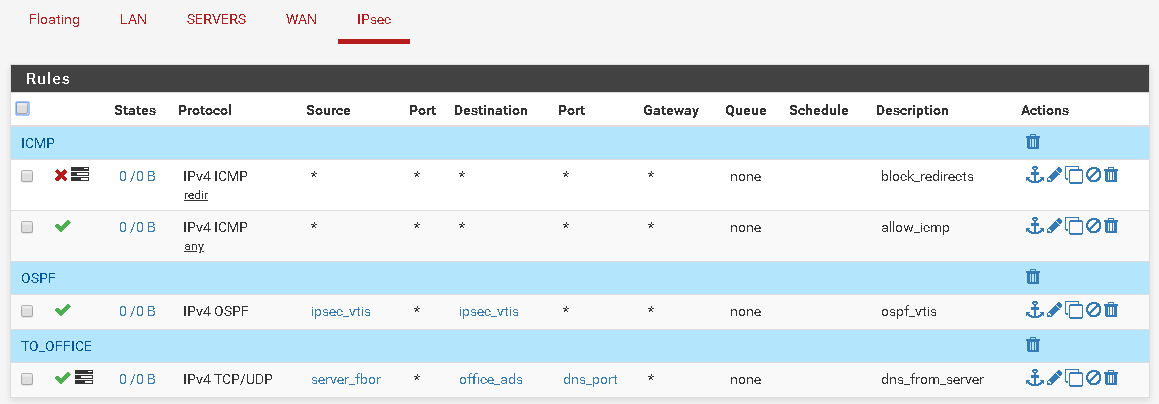 Floating LAN SERVERS WAN IPsec
Rules
States Protocol Source Port Destination Port Gateway Queue Schedule Description Actions
ICMP
0 /0 B IPv4 ICMP * * * * * none block_redirects
redir
0 /0 B IPv4 ICMP * * * * * none allow_icmp
any
OSPF
0 /0 B IPv4 OSPF ipsec_vtis * ipsec_vtis * * none ospf_vtis
TO_OFFICE
0 /0 B IPv4 TCP/UDP server_fbor * office_ads dns_port * none dns_from_server